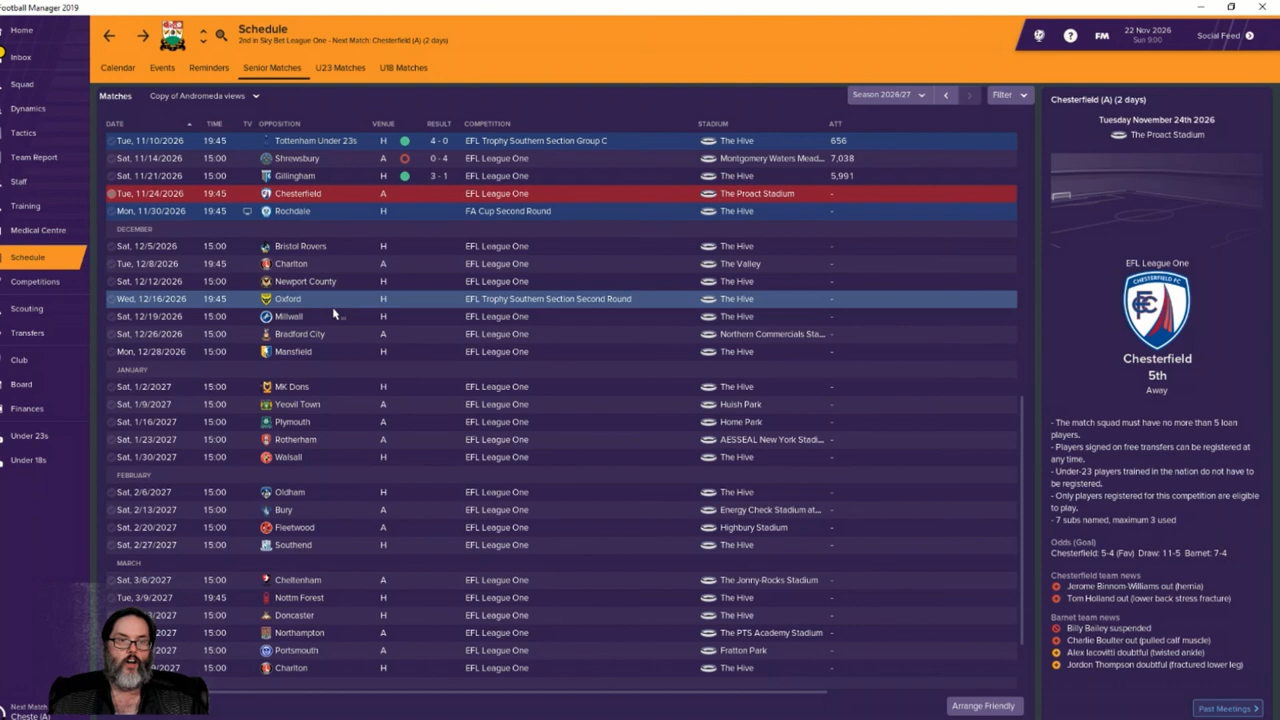 Football Manager 2019
Home
Inbox
Squad
Dynamics
Tactics
Team Report
Staff
Training
Medical Centre
Schedule
Competitions
Scouting
Transfers
Club
Board
Finances
Under 23s
Under 18s
Next Match
Cheste (A)
Schedule
2nd in Sky Bet League One - Next Match: Chesterfield (A) (2 days)
FM
22 Nov 2026
Sun 9:00
Social Feed
Calendar Events Reminders Senior Matches U23 Matches U18 Matches
Matches Copy of Andromeda views Season 2026/27 Filter
DATE TIME TV OPPOSITION VENUE RESULT COMPETITION STADIUM ATT
Tue, 11/10/2026 19:45 Tottenham Under 23s H 4 - 0 EFL Trophy Southern Section Group C The Hive 656
Sat, 11/14/2026 15:00 Shrewsbury A 0 - 4 EFL League One Montgomery Waters Mead... 7,038
Sat, 11/21/2026 15:00 Gillingham H 3 - 1 EFL League One The Hive 5,991
Tue, 11/24/2026 19:45 Chesterfield A EFL League One The Proact Stadium -
Mon, 11/30/2026 19:45 Rochdale H FA Cup Second Round The Hive -
DECEMBER
Sat, 12/5/2026 15:00 Bristol Rovers H EFL League One The Hive -
Tue, 12/8/2026 19:45 Charlton A EFL League One The Valley -
Sat, 12/12/2026 15:00 Newport County H EFL League One The Hive -
Wed, 12/16/2026 19:45 Oxford H EFL Trophy Southern Section Second Round The Hive -
Sat, 12/19/2026 15:00 Millwall H EFL League One The Hive -
Sat, 12/26/2026 15:00 Bradford City A EFL League One Northern Commercials Sta... -
Mon, 12/28/2026 15:00 Mansfield H EFL League One The Hive -
JANUARY
Sat, 1/2/2027 15:00 MK Dons H EFL League One The Hive -
Sat, 1/9/2027 15:00 Yeovil Town A EFL League One Huish Park -
Sat, 1/16/2027 15:00 Plymouth A EFL League One Home Park -
Sat, 1/23/2027 15:00 Rotherham A EFL League One AESSEAL New York Stadi... -
Sat, 1/30/2027 15:00 Walsall H EFL League One The Hive -
FEBRUARY
Sat, 2/6/2027 15:00 Oldham H EFL League One The Hive -
Sat, 2/13/2027 15:00 Bury A EFL League One Energy Check Stadium at... -
Sat, 2/20/2027 15:00 Fleetwood A EFL League One Highbury Stadium -
Sat, 2/27/2027 15:00 Southend H EFL League One The Hive -
MARCH
Sat, 3/6/2027 15:00 Cheltenham A EFL League One The Jonny-Rocks Stadium -
Tue, 3/9/2027 19:45 Nottm Forest H EFL League One The Hive -
3/2027 15:00 Doncaster H EFL League One The Hive -
/2027 15:00 Northampton A EFL League One The PTS Academy Stadium -
/2027 15:00 Portsmouth A EFL League One Fratton Park -
/2027 15:00 Charlton H EFL League One The Hive -
Arrange Friendly
Chesterfield (A) (2 days)
Tuesday November 24th 2026
The Proact Stadium
EFL League One
CHESTERFIELD FC
Chesterfield
5th
Away
- The match squad must have no more than 5 loan
players.
- Players signed on free transfers can be registered at
any time.
- Under-23 players trained in the nation do not have to
be registered.
- Only players registered for this competition are eligible
to play.
- 7 subs named, maximum 3 used
Odds (Goal)
Chesterfield: 5-4 (Fav) Draw: 11-5 Barnet: 7-4
Chesterfield team news
Jerome Binnom-Williams out (hernia)
Tom Holland out (lower back stress fracture)
Barnet team news
Billy Bailey suspended
Charlie Boulter out (pulled calf muscle)
Alex Iacovitti doubtful (twisted ankle)
Jordon Thompson doubtful (fractured lower leg)
Past Meetings >